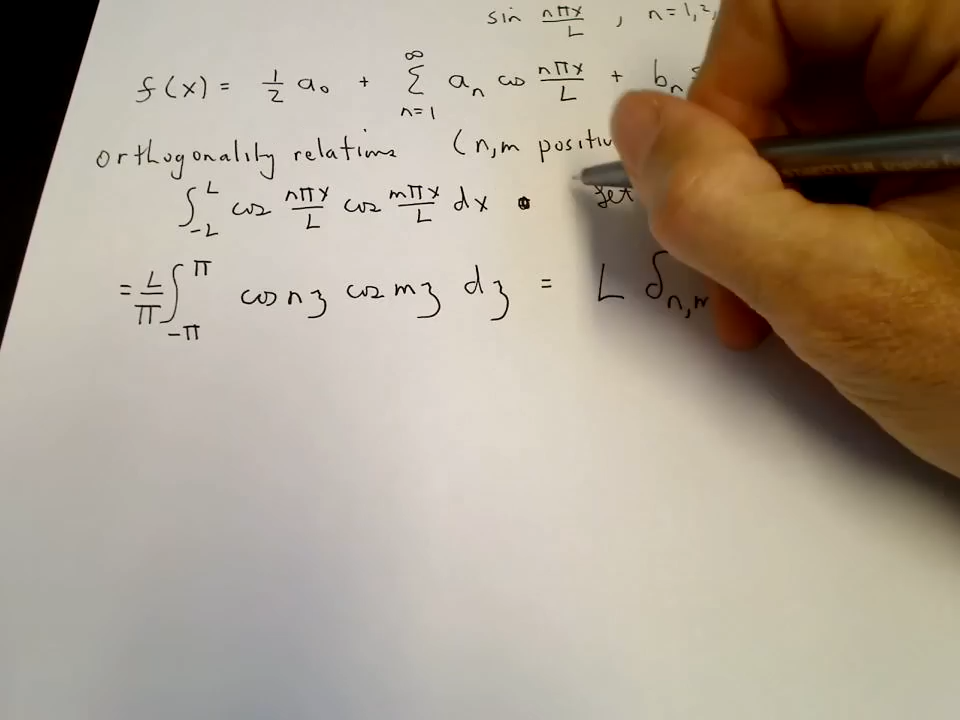 sin nπx/L , n=1,2,
f(x) = 1/2 a₀ + ∑_{n=1}^{∞} aₙ cos nπx/L + bₙ
orthogonality relations (n,m positiv
∫_{-L}^{L} cos nπx/L cos mπx/L dx
= L/π ∫_{-π}^{π} cos nz cos mz dz = L δ_{n,m}